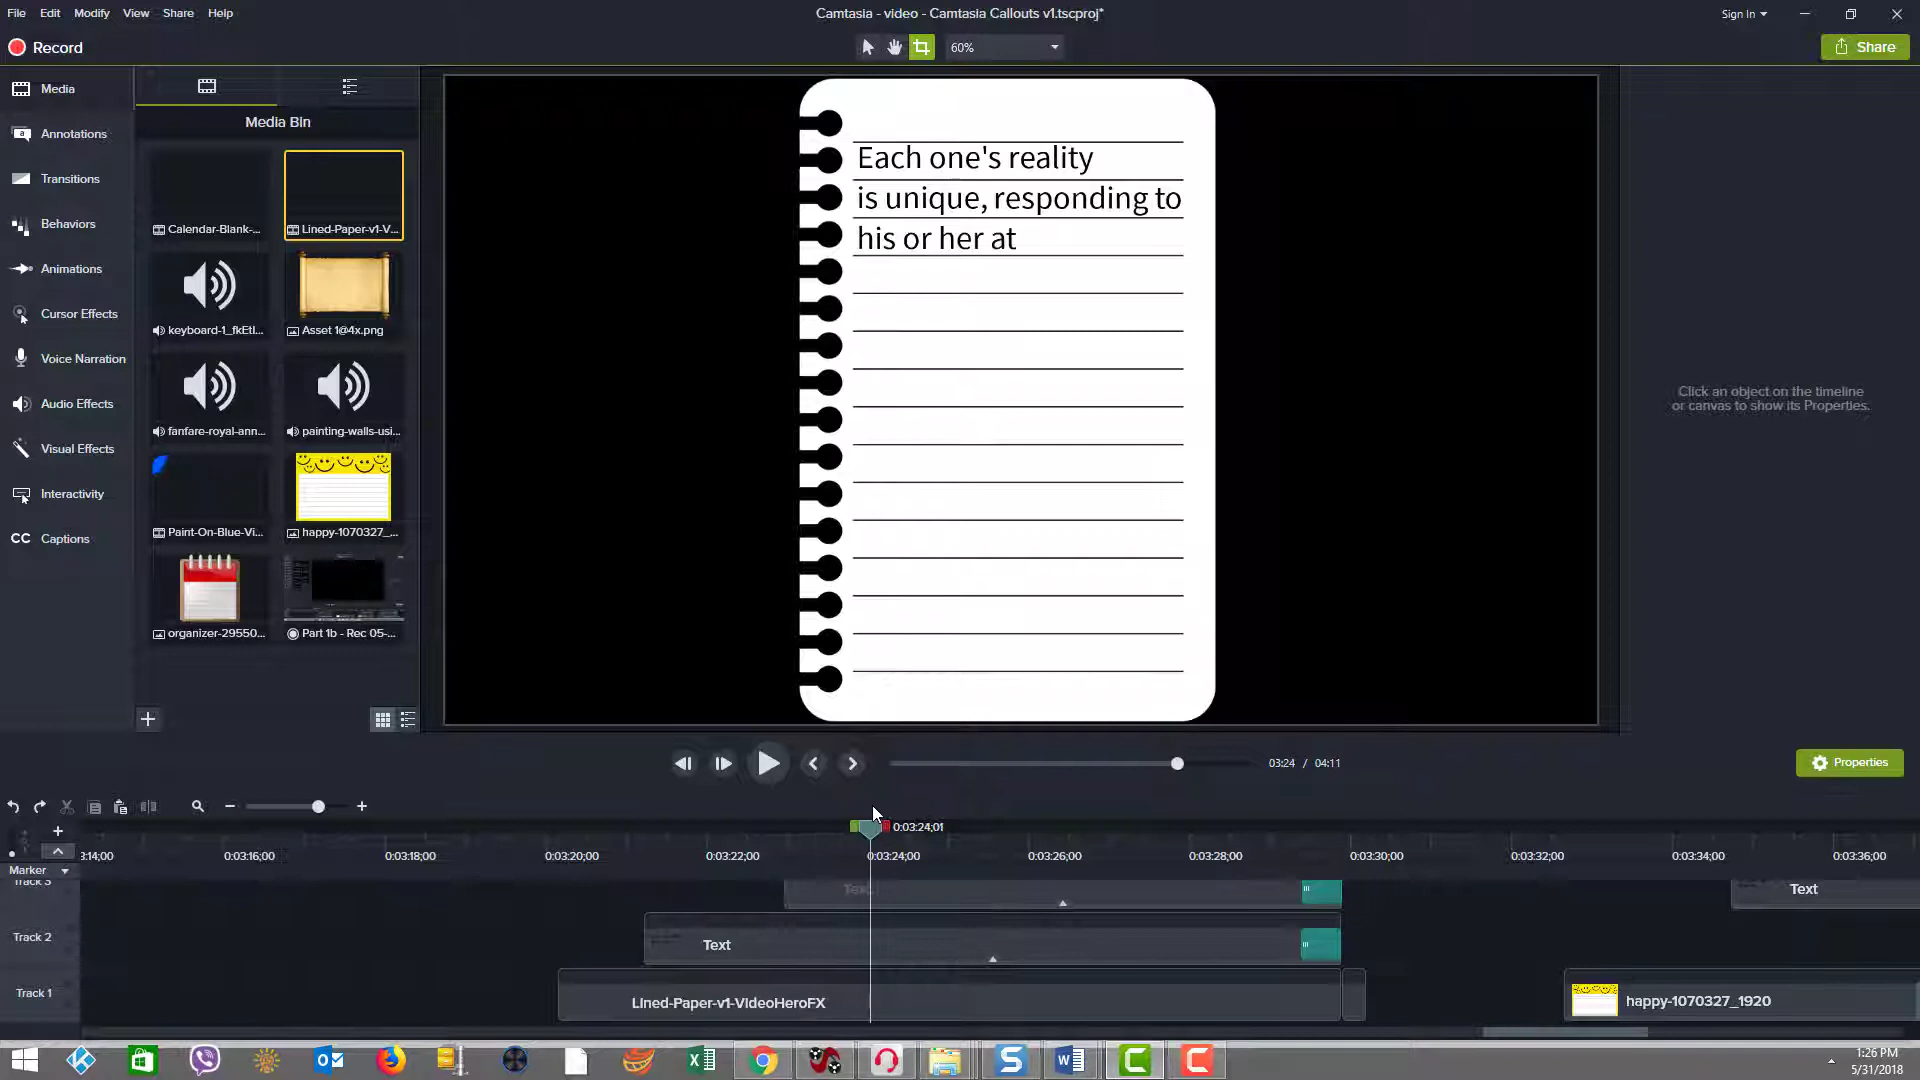 File Edit Modify View Share Help
Camtasia - video - Camtasia Callouts v1.tscproj*
Sign In
Record
60%
Share
Media
Annotations
Transitions
Behaviors
Animations
Cursor Effects
Voice Narration
Audio Effects
Visual Effects
Interactivity
CC Captions
Media Bin
Calendar-Blank-...
Lined-Paper-v1-V...
keyboard-1_fkEtI...
Asset 1@4x.png
fanfare-royal-ann...
painting-walls-usi...
Paint-On-Blue-Vi...
happy-1070327_...
organizer-29550...
Part 1b - Rec 05-...
Each one's reality
is unique, responding to
his or her at
Click an object on the timeline
or canvas to show its Properties.
03:24 / 04:11
Properties
0:03:24;01
3:14;00 0:03:16;00 0:03:18;00 0:03:20;00 0:03:22;00 0:03:24;00 0:03:26;00 0:03:28;00 0:03:30;00 0:03:32;00 0:03:34;00 0:03:36;00
Marker
Track 3
Text
Text
Track 2
Text
Track 1
Lined-Paper-v1-VideoHeroFX
happy-1070327_1920
1:26 PM
5/31/2018